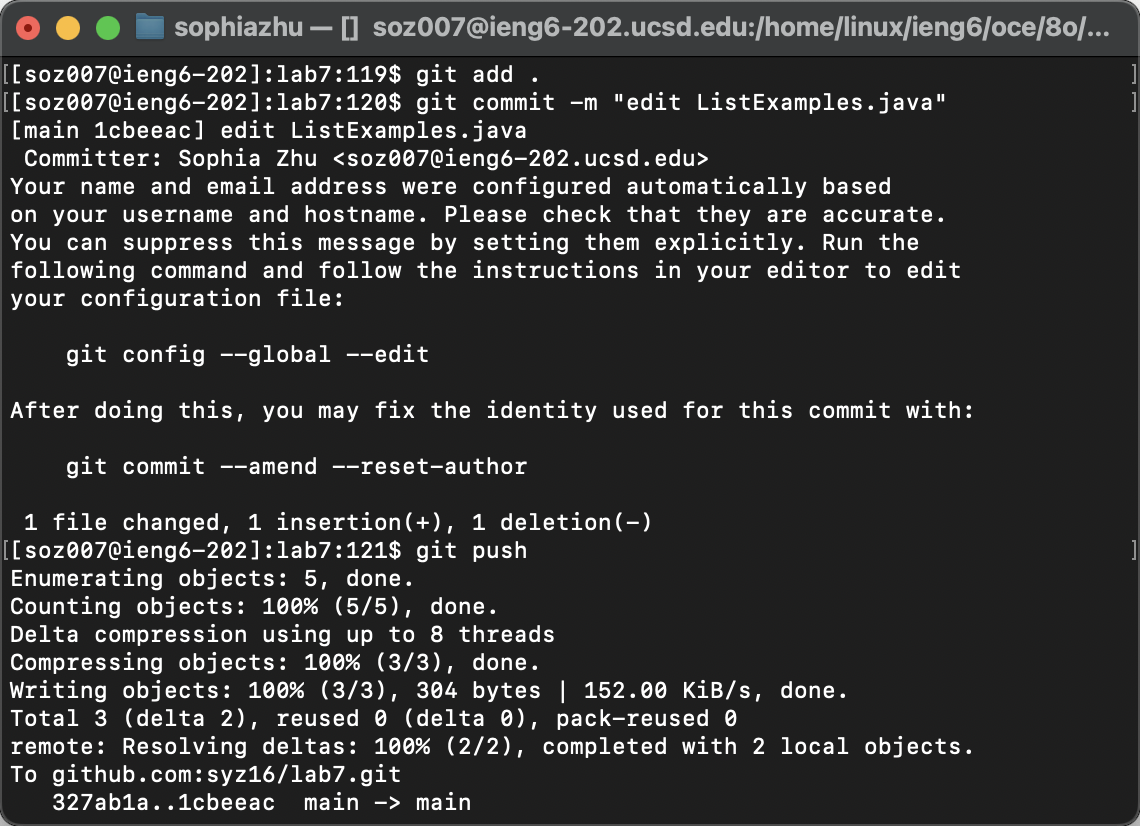 sophiazhu — [] soz007@ieng6-202.ucsd.edu:/home/linux/ieng6/oce/8o/...
[[soz007@ieng6-202]:lab7:119$ git add . ]
[[soz007@ieng6-202]:lab7:120$ git commit -m "edit ListExamples.java" ]
[main 1cbeeac] edit ListExamples.java
 Committer: Sophia Zhu <soz007@ieng6-202.ucsd.edu>
Your name and email address were configured automatically based
on your username and hostname. Please check that they are accurate.
You can suppress this message by setting them explicitly. Run the
following command and follow the instructions in your editor to edit
your configuration file:
    git config --global --edit
After doing this, you may fix the identity used for this commit with:
    git commit --amend --reset-author
 1 file changed, 1 insertion(+), 1 deletion(-)
[[soz007@ieng6-202]:lab7:121$ git push ]
Enumerating objects: 5, done.
Counting objects: 100% (5/5), done.
Delta compression using up to 8 threads
Compressing objects: 100% (3/3), done.
Writing objects: 100% (3/3), 304 bytes | 152.00 KiB/s, done.
Total 3 (delta 2), reused 0 (delta 0), pack-reused 0
remote: Resolving deltas: 100% (2/2), completed with 2 local objects.
To github.com:syz16/lab7.git
   327ab1a..1cbeeac  main -> main